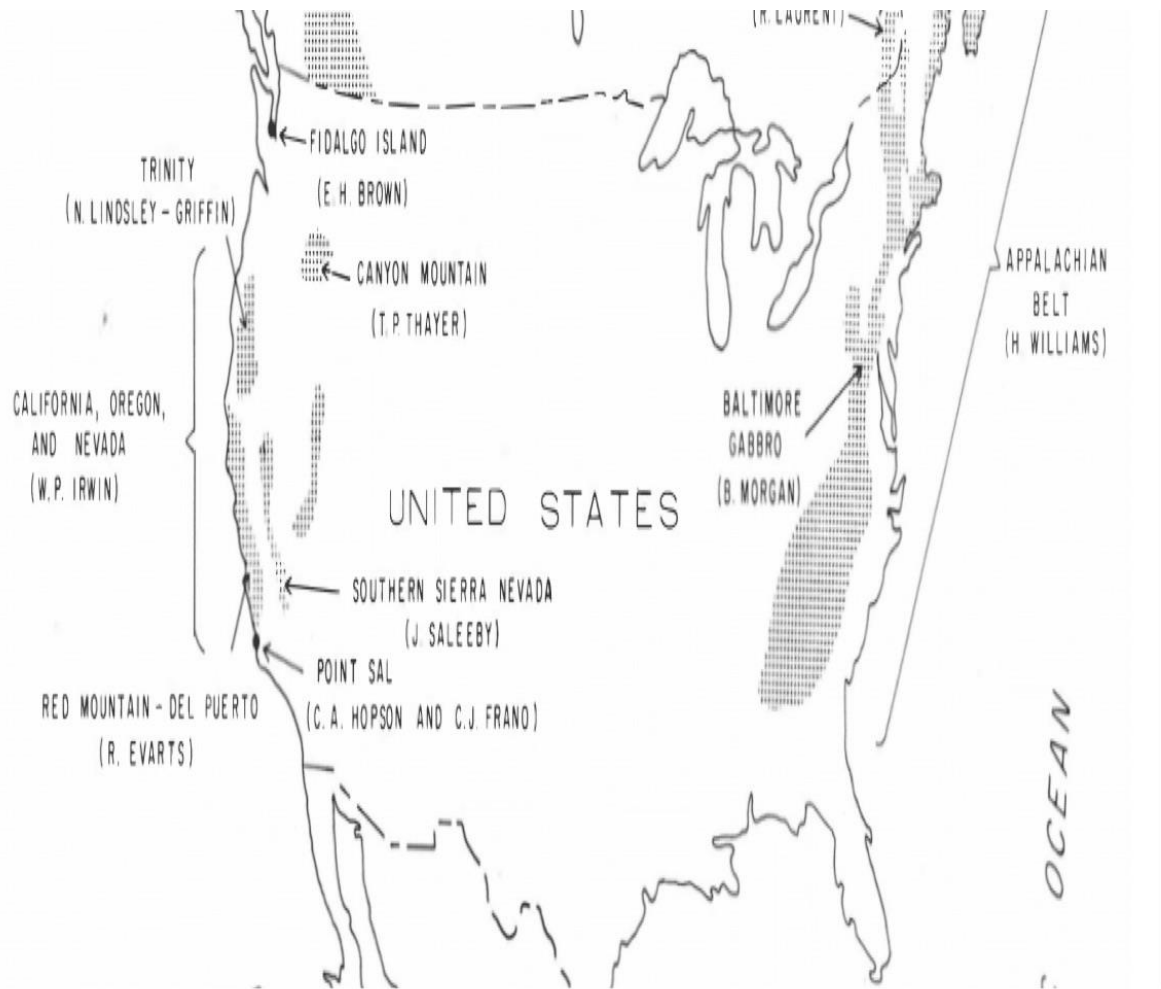 (R. LAURENT)
FIDALGO ISLAND
(E. H. BROWN)
TRINITY
(N. LINDSLEY - GRIFFIN)
CANYON MOUNTAIN
(T. P. THAYER)
APPALACHIAN
BELT
(H WILLIAMS)
CALIFORNIA, OREGON,
AND NEVADA
(W. P. IRWIN)
BALTIMORE
GABBRO
(B. MORGAN)
UNITED STATES
SOUTHERN SIERRA NEVADA
(J. SALEEBY)
POINT SAL
(C. A. HOPSON AND C. J. FRANO)
RED MOUNTAIN - DEL PUERTO
(R. EVARTS)
OCEAN